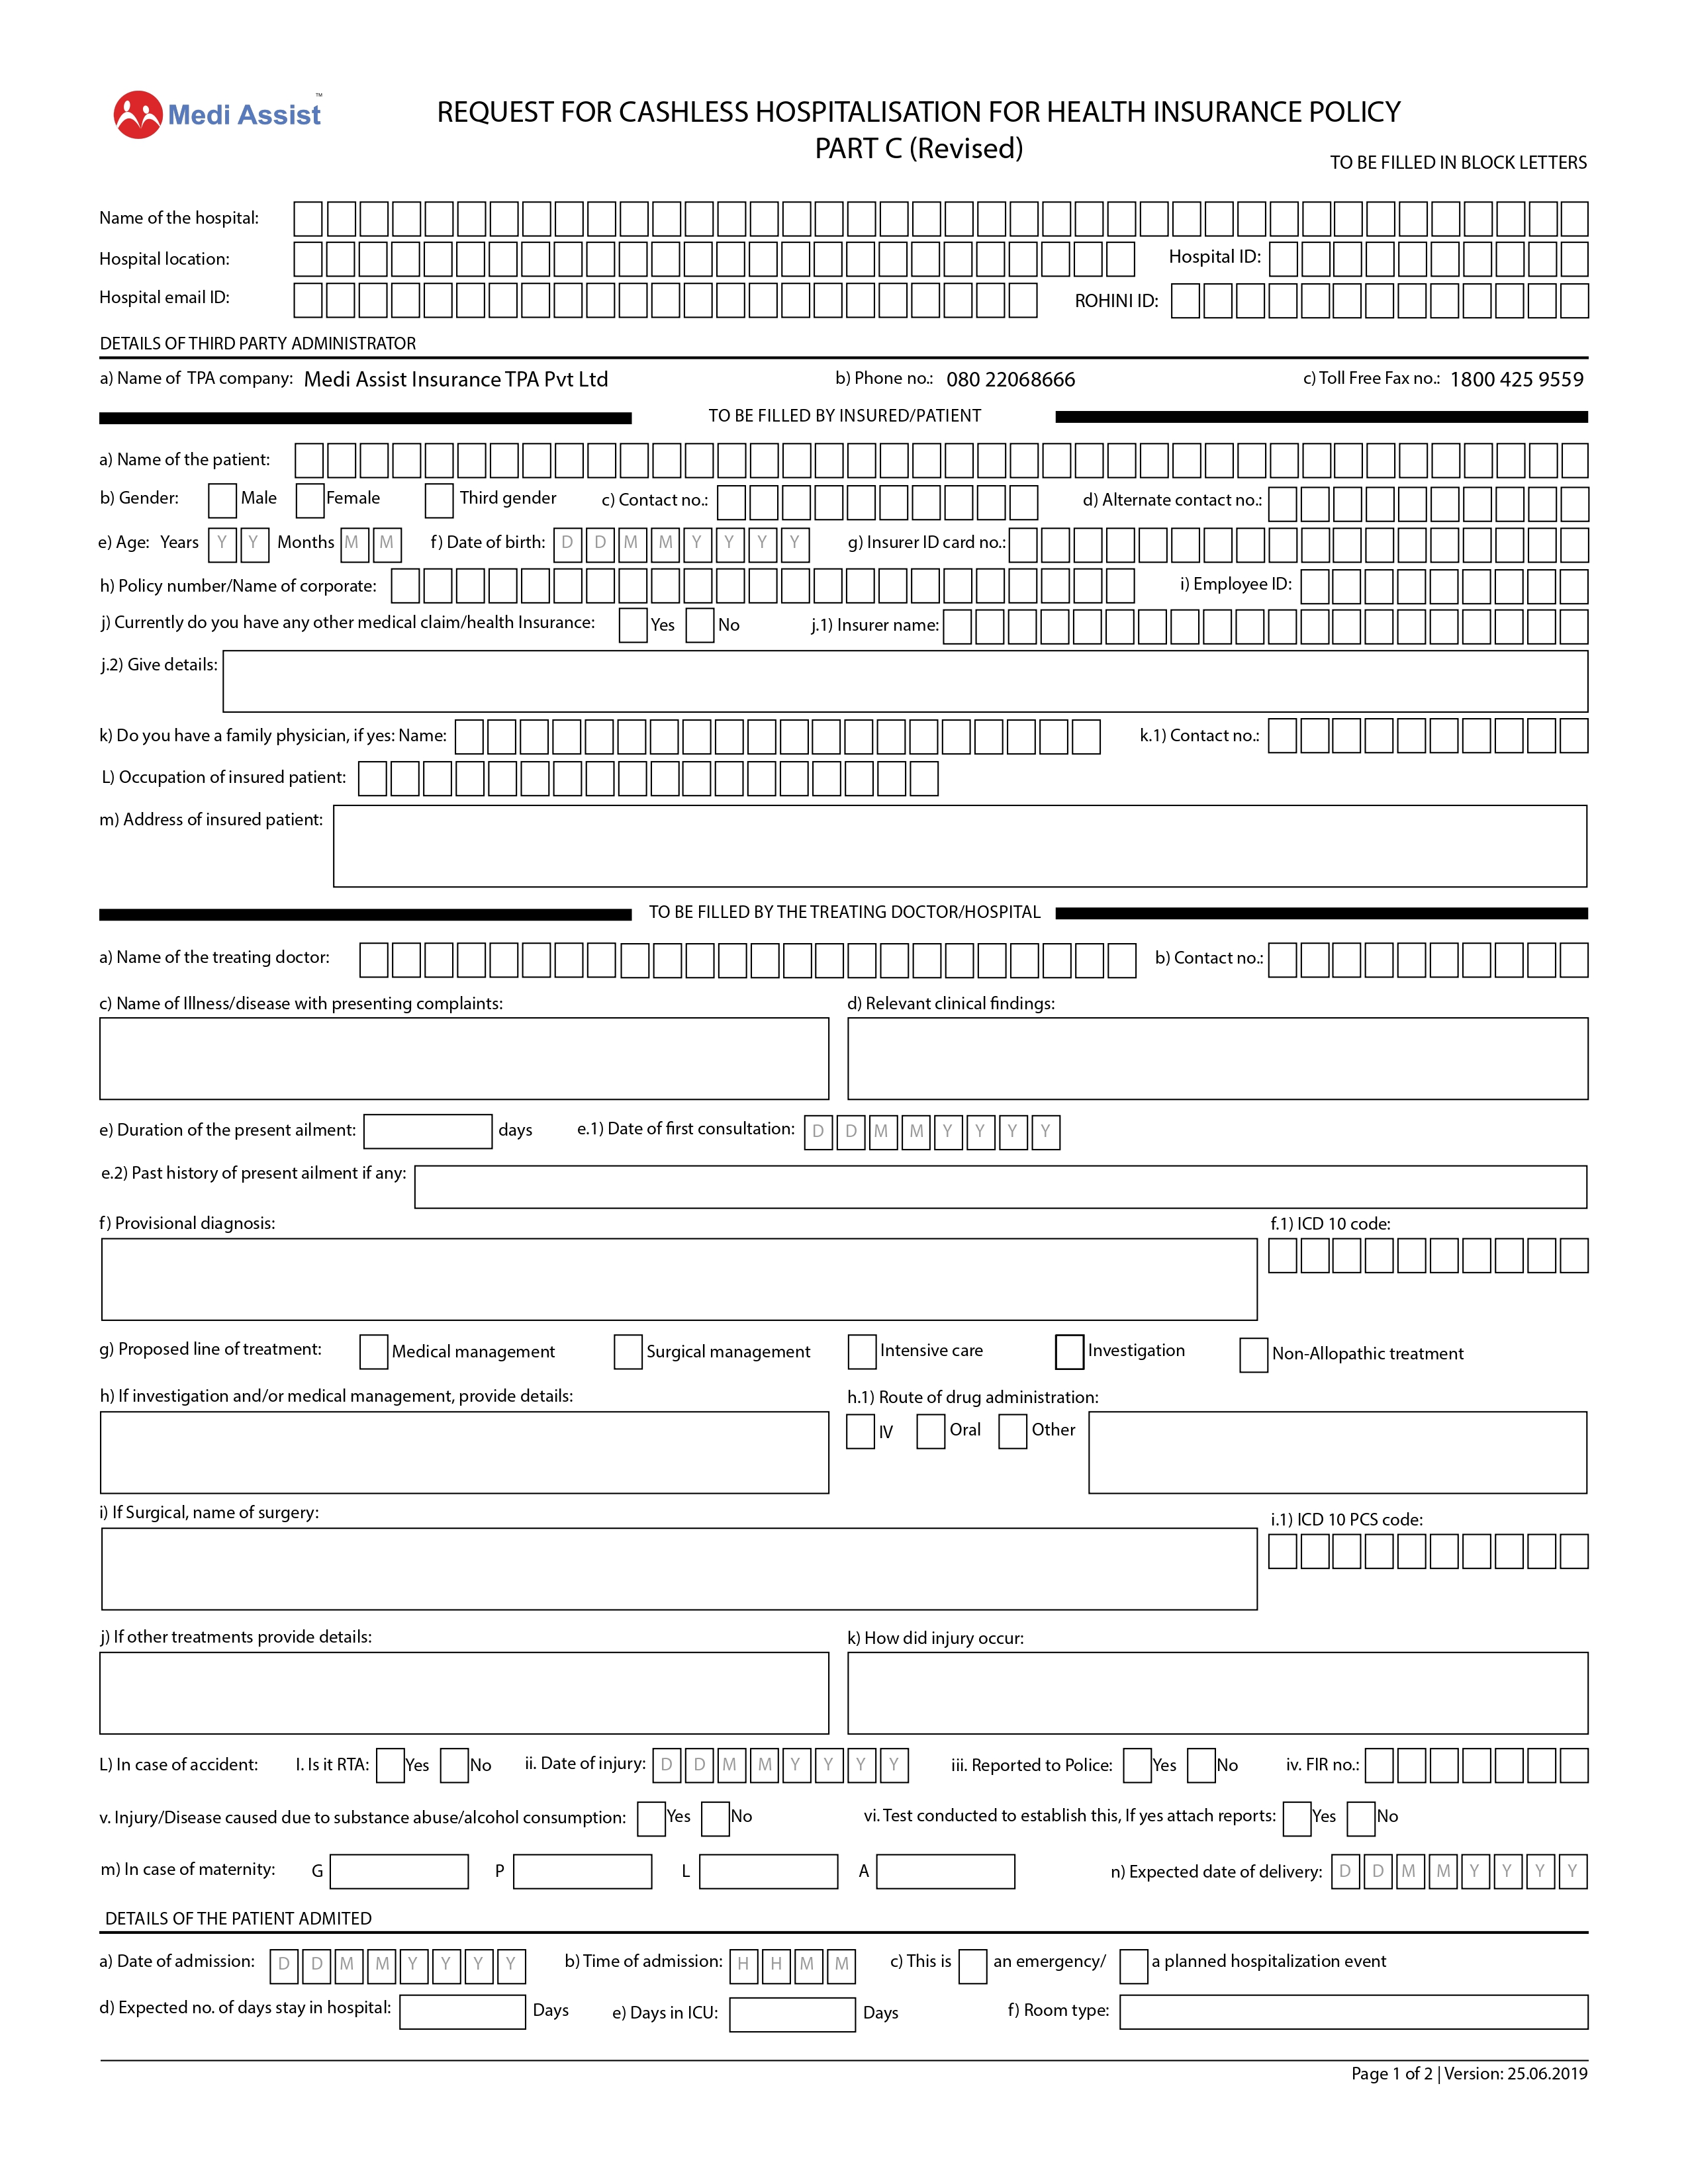 Medi Assist™
REQUEST FOR CASHLESS HOSPITALISATION FOR HEALTH INSURANCE POLICY
PART C (Revised)
TO BE FILLED IN BLOCK LETTERS
Name of the hospital:
Hospital location: Hospital ID:
Hospital email ID: ROHINI ID:
DETAILS OF THIRD PARTY ADMINISTRATOR
a) Name of TPA company: Medi Assist Insurance TPA Pvt Ltd b) Phone no.: 080 22068666 c) Toll Free Fax no.: 1800 425 9559
TO BE FILLED BY INSURED/PATIENT
a) Name of the patient:
b) Gender: Male Female Third gender c) Contact no.: d) Alternate contact no.:
e) Age: Years Y Y Months M M f) Date of birth: D D M M Y Y Y Y g) Insurer ID card no.:
h) Policy number/Name of corporate: i) Employee ID:
j) Currently do you have any other medical claim/health Insurance: Yes No j.1) Insurer name:
j.2) Give details:
k) Do you have a family physician, if yes: Name: k.1) Contact no.:
L) Occupation of insured patient:
m) Address of insured patient:
TO BE FILLED BY THE TREATING DOCTOR/HOSPITAL
a) Name of the treating doctor: b) Contact no.:
c) Name of Illness/disease with presenting complaints: d) Relevant clinical findings:
e) Duration of the present ailment: days e.1) Date of first consultation: D D M M Y Y Y Y
e.2) Past history of present ailment if any:
f) Provisional diagnosis: f.1) ICD 10 code:
g) Proposed line of treatment: Medical management Surgical management Intensive care Investigation Non-Allopathic treatment
h) If investigation and/or medical management, provide details: h.1) Route of drug administration:
IV Oral Other
i) If Surgical, name of surgery: i.1) ICD 10 PCS code:
j) If other treatments provide details: k) How did injury occur:
L) In case of accident: I. Is it RTA: Yes No ii. Date of injury: D D M M Y Y Y Y iii. Reported to Police: Yes No iv. FIR no.:
v. Injury/Disease caused due to substance abuse/alcohol consumption: Yes No vi. Test conducted to establish this, If yes attach reports: Yes No
m) In case of maternity: G P L A n) Expected date of delivery: D D M M Y Y Y Y
DETAILS OF THE PATIENT ADMITED
a) Date of admission: D D M M Y Y Y Y b) Time of admission: H H M M c) This is an emergency/ a planned hospitalization event
d) Expected no. of days stay in hospital: Days e) Days in ICU: Days f) Room type:
Page 1 of 2 | Version: 25.06.2019